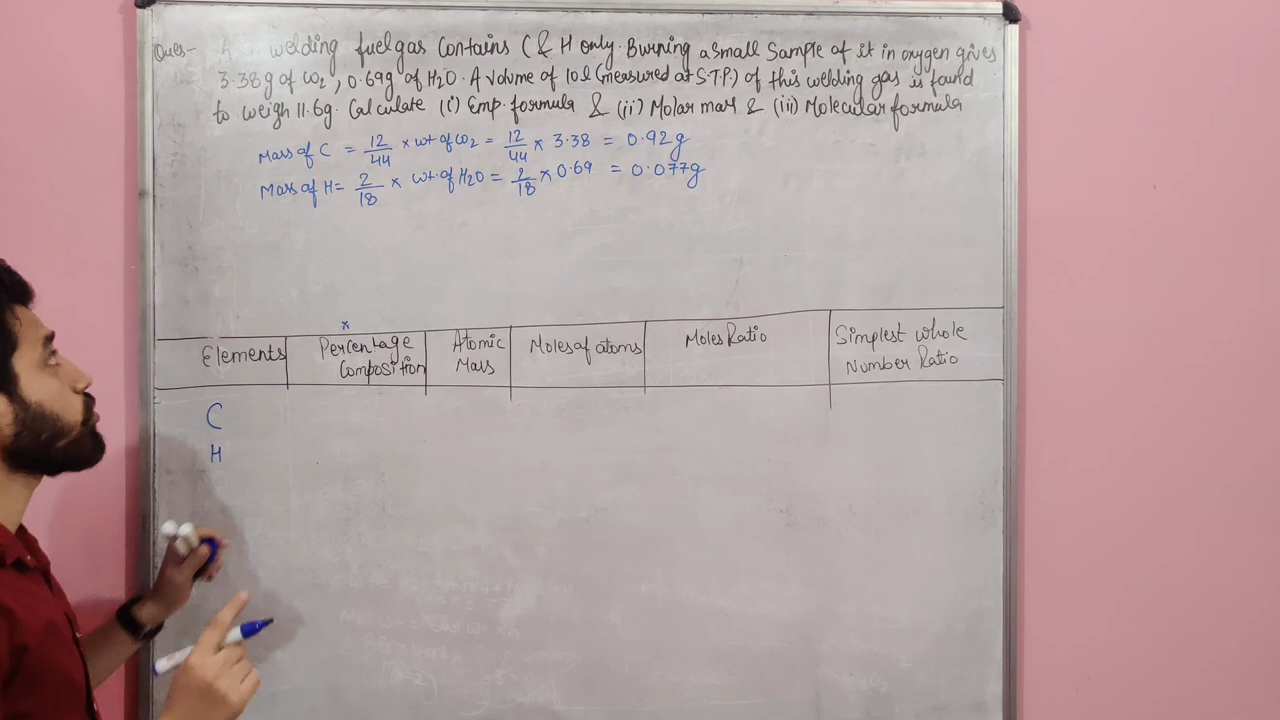 Ques- A welding fuel gas Contains C & H only. Burning a small Sample of it in oxygen gives
3.38g of CO2, 0.69g of H2O. A volume of 10 l (measured at S.T.P.) of this welding gas is found
to weigh 11.6g. Calculate (i) Emp. formula & (ii) Molar mass & (iii) Molecular formula
Mass of C = 12/44 × wt of CO2 = 12/44 × 3.38 = 0.92g
Mass of H = 2/18 × wt. of H2O = 2/18 × 0.69 = 0.077g
*
Elements Percentage Composition Atomic Mass Moles of atoms Moles Ratio Simplest whole Number Ratio
C
H